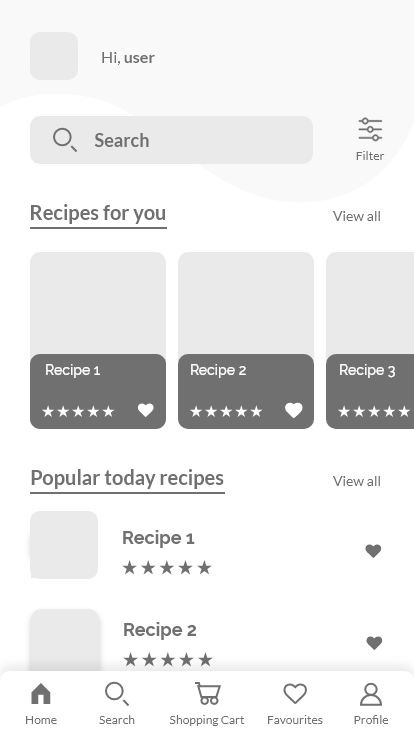 Hi, user
Search
Filter
Recipes for you
View all
Recipe 1
Recipe 2
Recipe 3
Popular today recipes
View all
Recipe 1
Recipe 2
Home
Search
Shopping Cart
Favourites
Profile